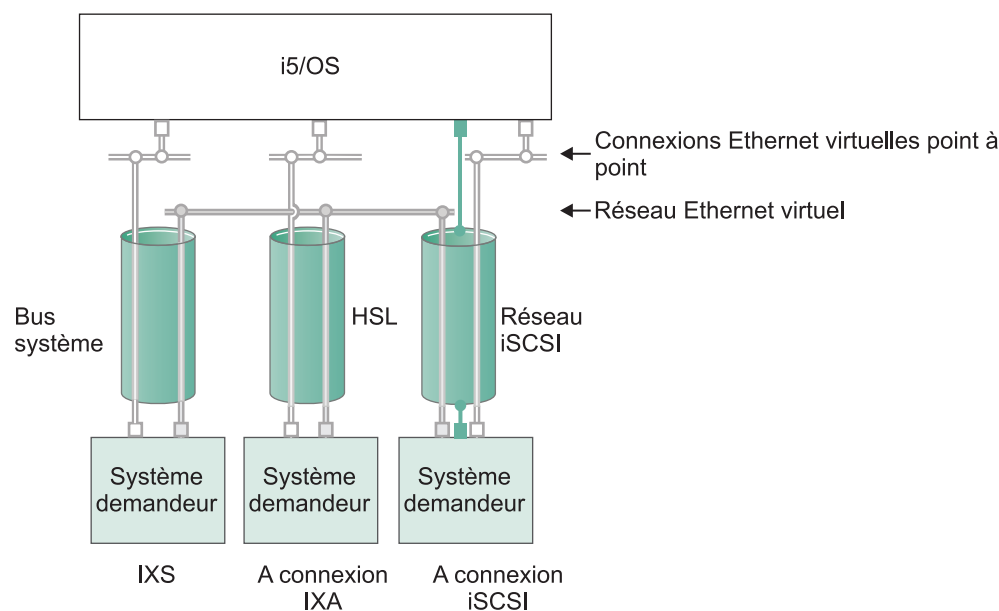 i5/OS
Connexions Ethernet virtuelles point à
point
Réseau Ethernet virtuel
Bus
système
HSL
Réseau
iSCSI
Système
demandeur
Système
demandeur
Système
demandeur
IXS
A connexion
IXA
A connexion
iSCSI